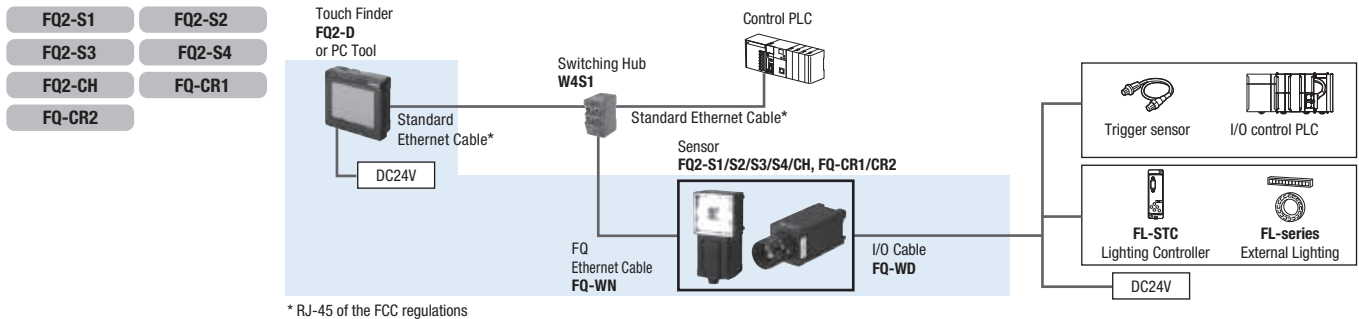 FQ2-S1
FQ2-S2
FQ2-S3
FQ2-S4
FQ2-CH
FQ-CR1
FQ-CR2
Touch Finder
FQ2-D
or PC Tool
Standard
Ethernet Cable*
DC24V
Switching Hub
W4S1
Control PLC
Standard Ethernet Cable*
Sensor
FQ2-S1/S2/S3/S4/CH, FQ-CR1/CR2
FQ
Ethernet Cable
FQ-WN
I/O Cable
FQ-WD
Trigger sensor
I/O control PLC
FL-STC
Lighting Controller
FL-series
External Lighting
DC24V
* RJ-45 of the FCC regulations